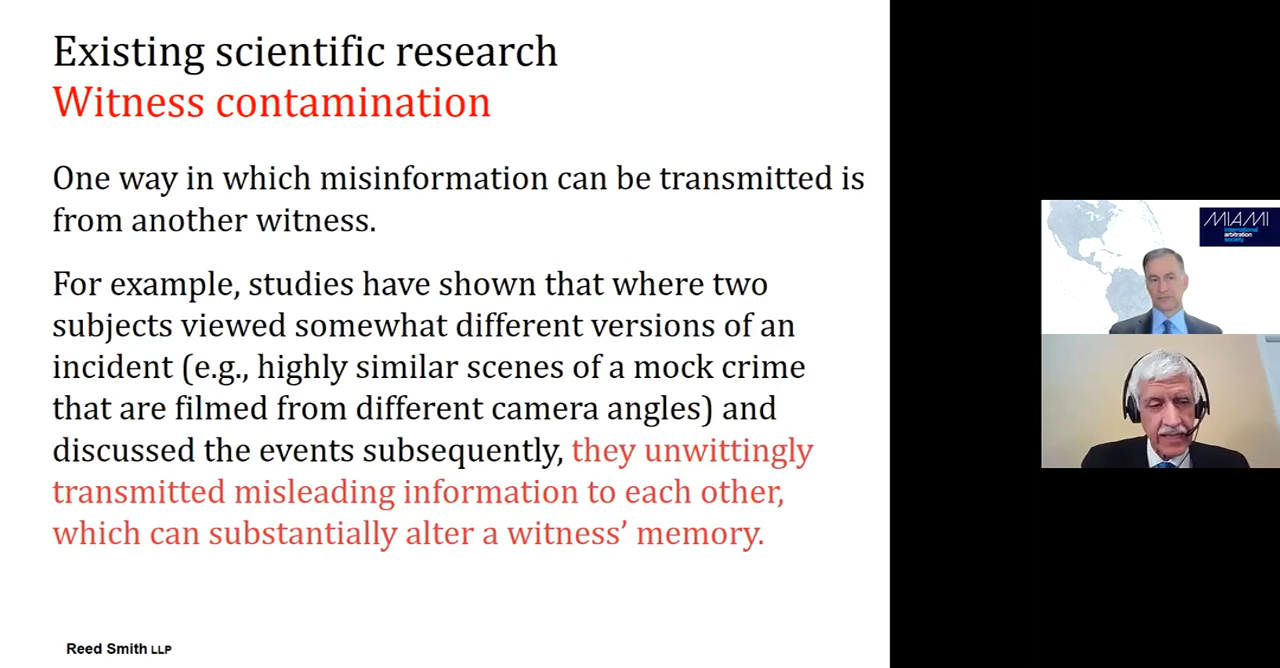 Existing scientific research
Witness contamination
One way in which misinformation can be transmitted is
from another witness.
For example, studies have shown that where two
subjects viewed somewhat different versions of an
incident (e.g., highly similar scenes of a mock crime
that are filmed from different camera angles) and
discussed the events subsequently, they unwittingly
transmitted misleading information to each other,
which can substantially alter a witness’ memory.
Reed Smith LLP
MIAMI
international
arbitration
society